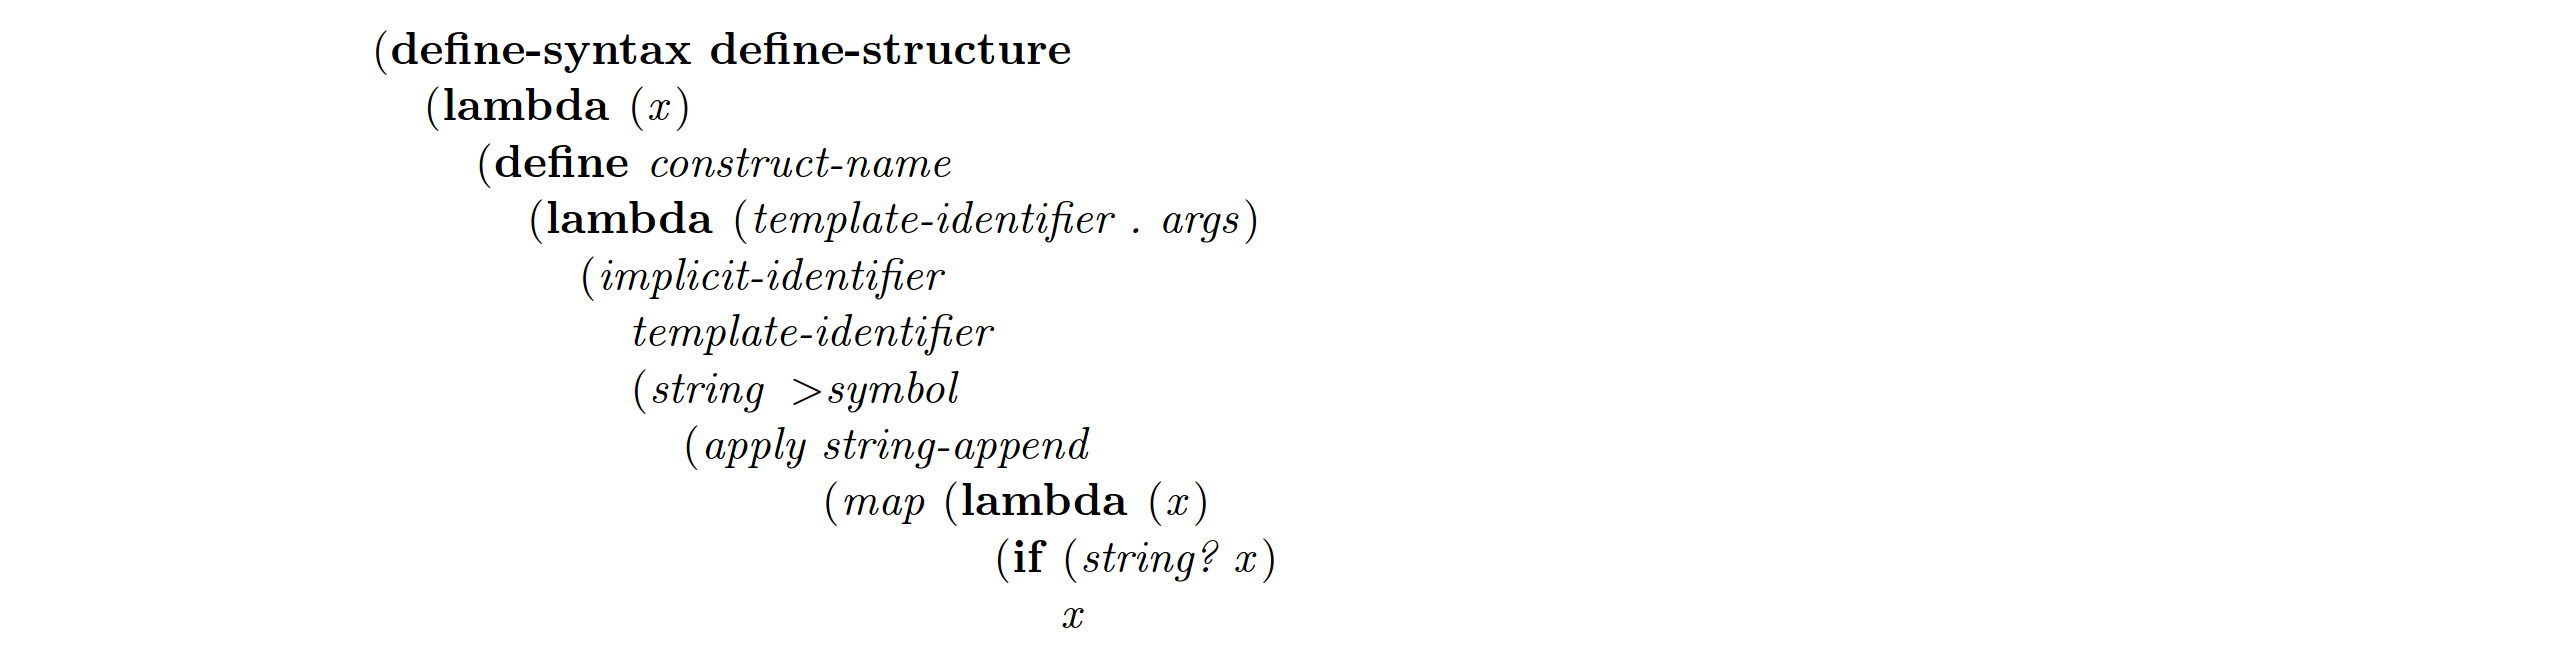 (define-syntax define-structure
(lambda (x)
(define construct-name
(lambda (template-identifier . args)
(implicit-identifier
template-identifier
(string >symbol
(apply string-append
(map (lambda (x)
(if (string? x)
x